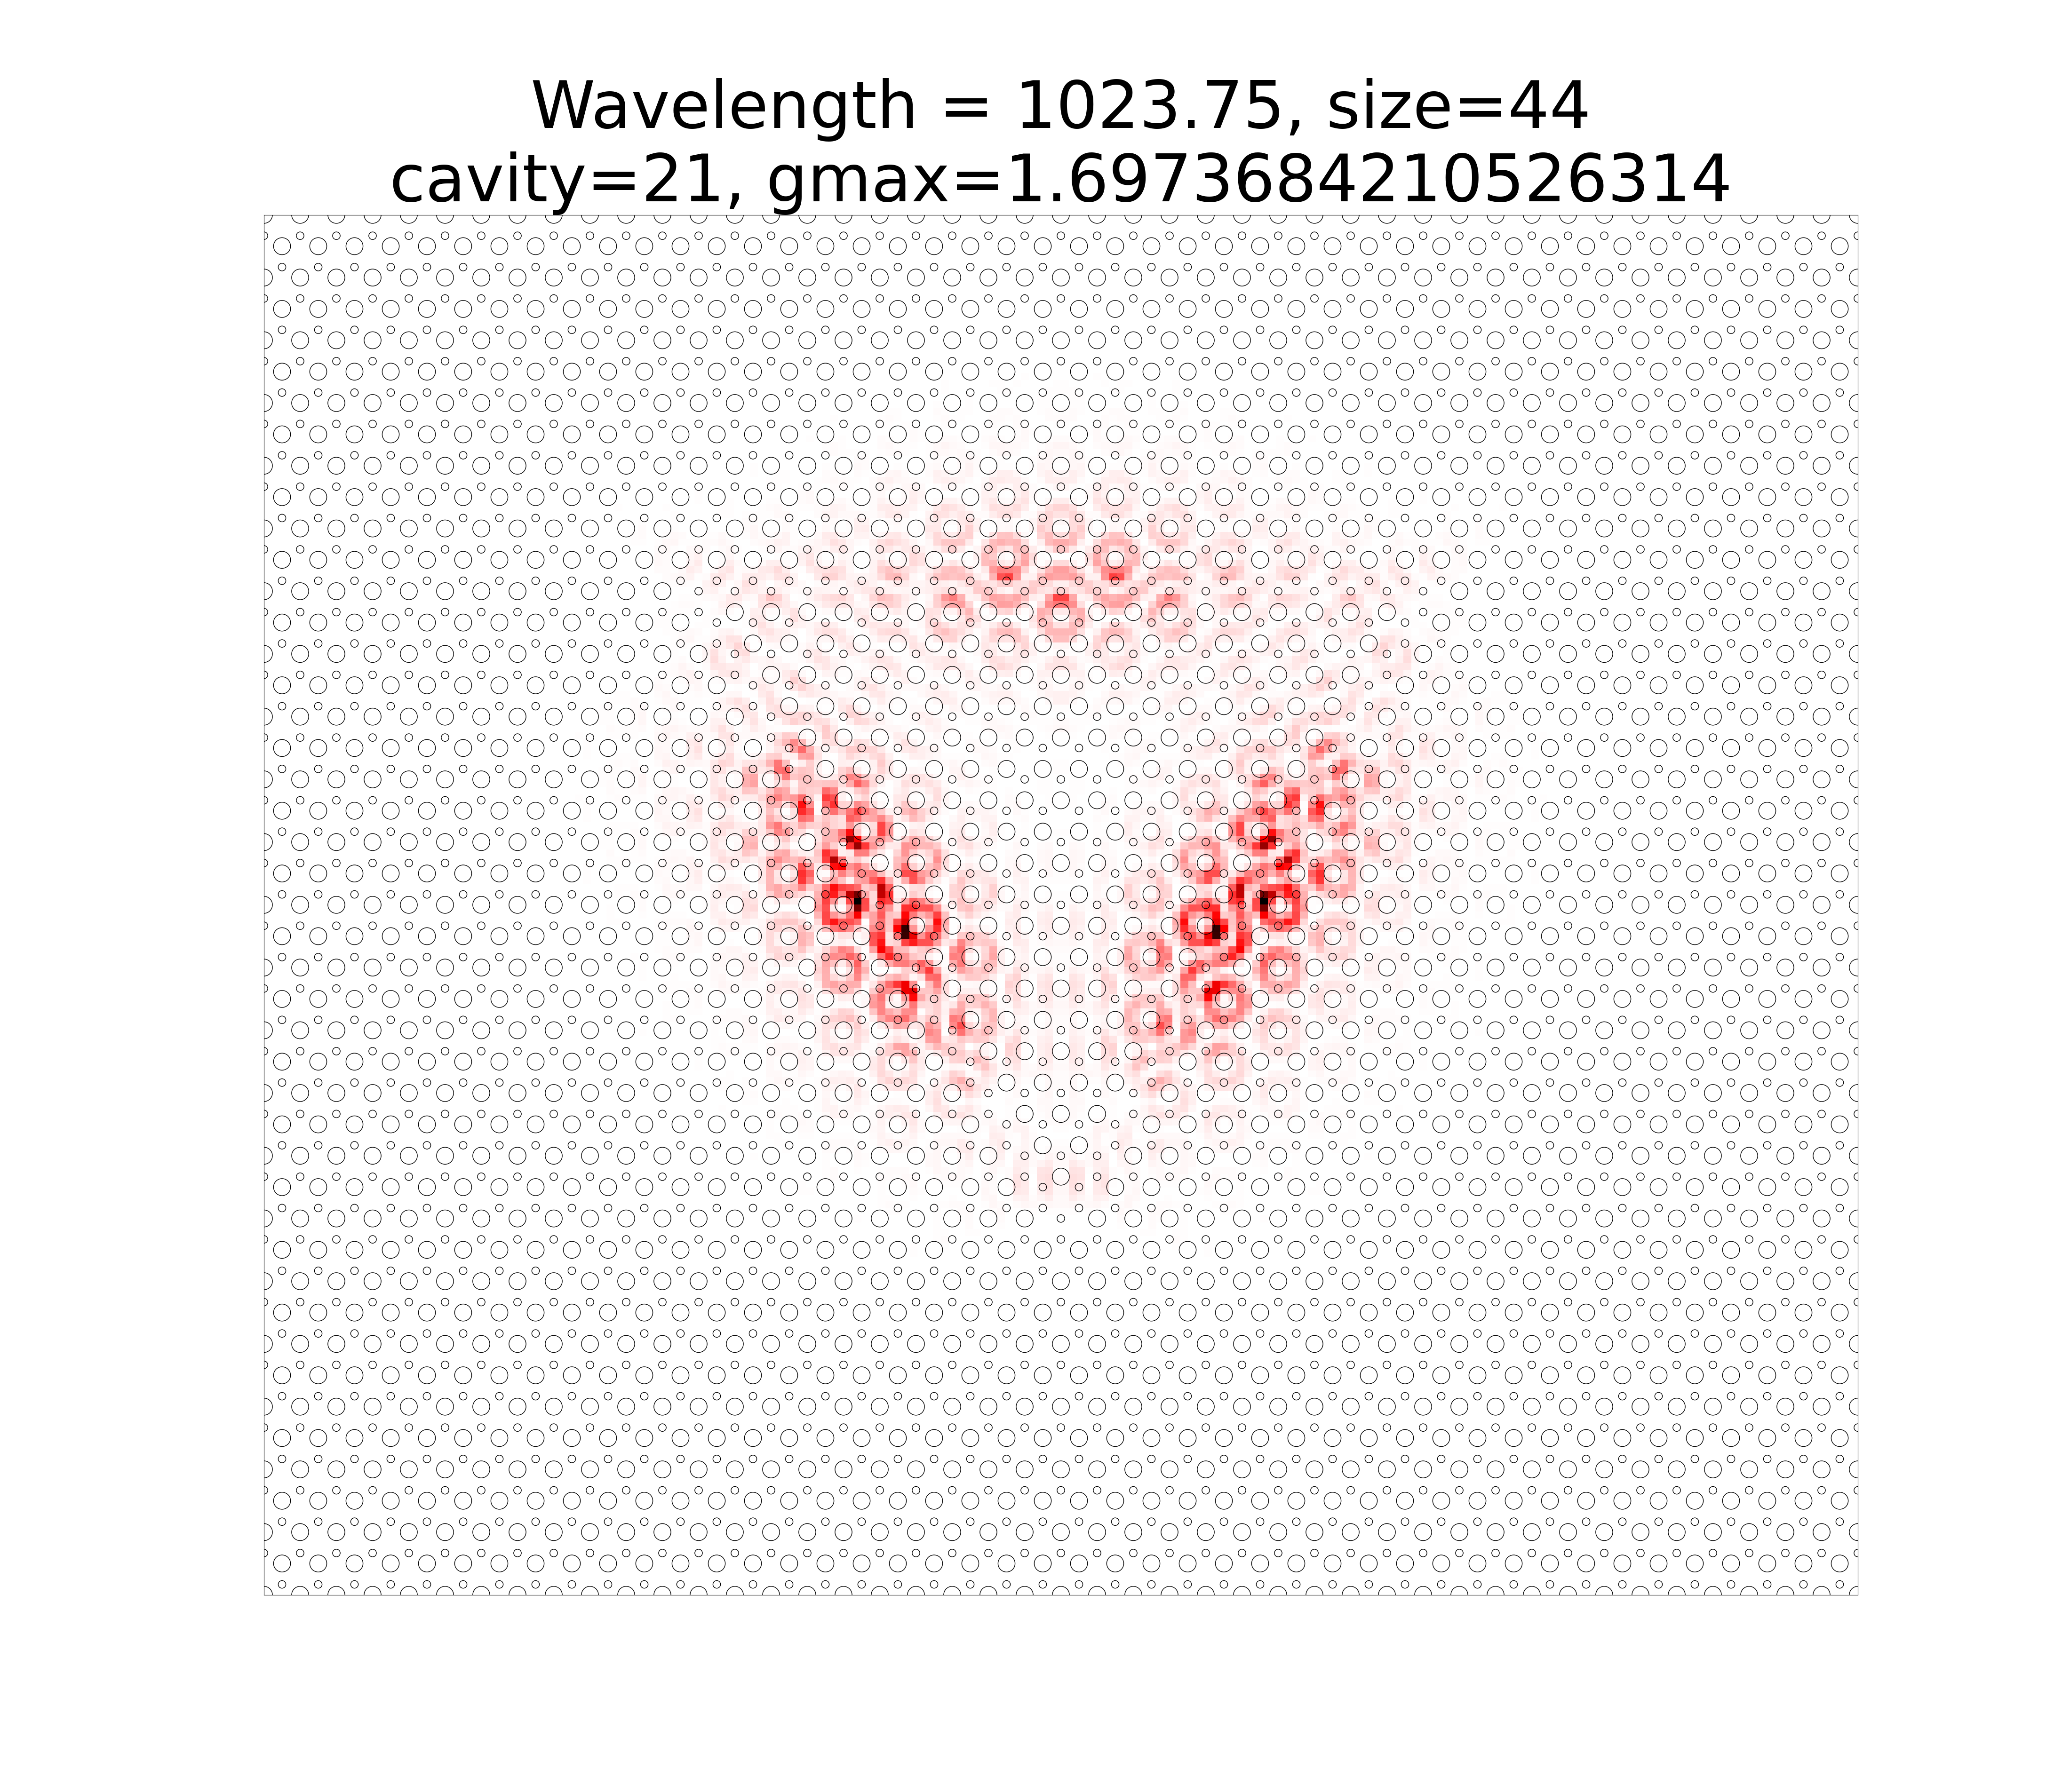 Wavelength = 1023.75, size=44
cavity=21, gmax=1.6973684210526314